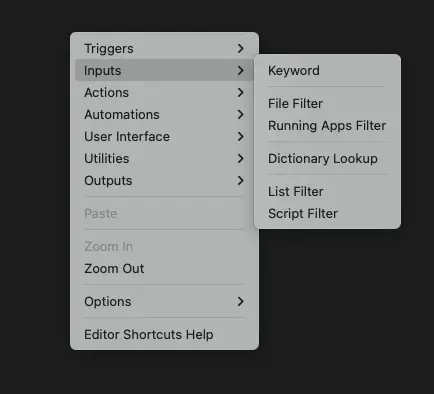 Triggers
Inputs
Actions
Automations
User Interface
Utilities
Outputs
Paste
Zoom In
Zoom Out
Options
Editor Shortcuts Help
Keyword
File Filter
Running Apps Filter
Dictionary Lookup
List Filter
Script Filter